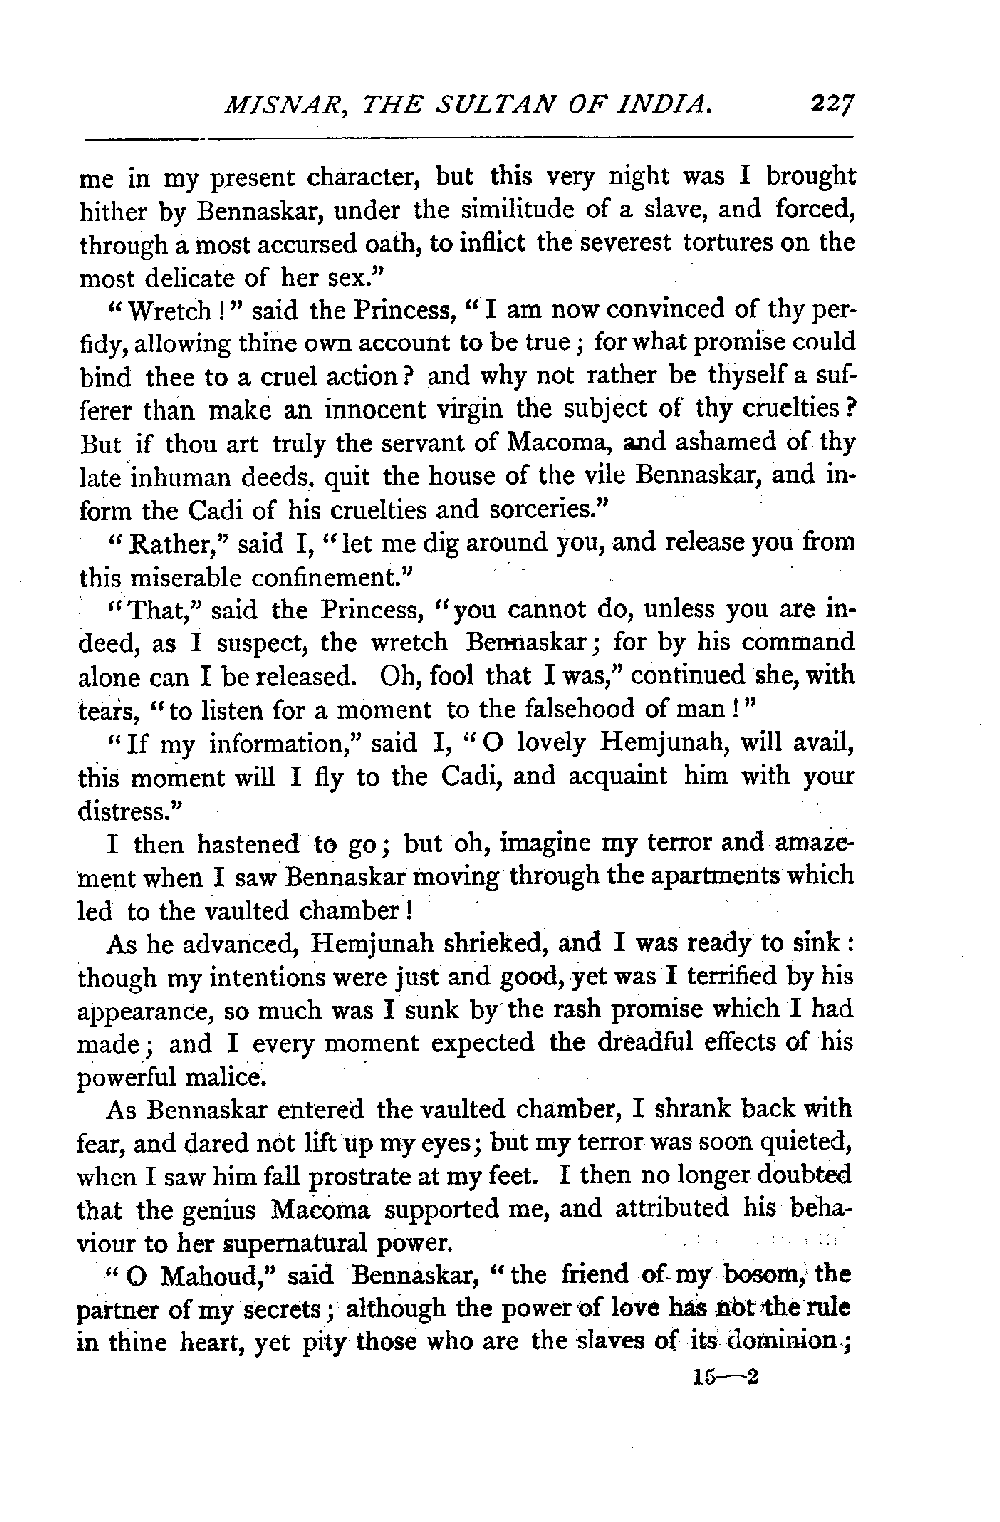 MISNAR, THE SULTAN OF INDIA. 227
me in my present character, but this very night was I brought
hither by Bennaskar, under the similitude of a slave, and forced,
through a most accursed oath, to inflict the severest tortures on the
most delicate of her sex.”
“Wretch!” said the Princess, “I am now convinced of thy per-
fidy, allowing thine own account to be true; for what promise could
bind thee to a cruel action? and why not rather be thyself a suf-
ferer than make an innocent virgin the subject of thy cruelties?
But if thou art truly the servant of Macoma, and ashamed of thy
late inhuman deeds, quit the house of the vile Bennaskar, and in-
form the Cadi of his cruelties and sorceries.”
“Rather,” said I, “let me dig around you, and release you from
this miserable confinement.”
“That,” said the Princess, “you cannot do, unless you are in-
deed, as I suspect, the wretch Bennaskar; for by his command
alone can I be released. Oh, fool that I was,” continued she, with
tears, “to listen for a moment to the falsehood of man!”
“If my information,” said I, “O lovely Hemjunah, will avail,
this moment will I fly to the Cadi, and acquaint him with your
distress.”
I then hastened to go; but oh, imagine my terror and amaze-
ment when I saw Bennaskar moving through the apartments which
led to the vaulted chamber!
As he advanced, Hemjunah shrieked, and I was ready to sink:
though my intentions were just and good, yet was I terrified by his
appearance, so much was I sunk by the rash promise which I had
made; and I every moment expected the dreadful effects of his
powerful malice.
As Bennaskar entered the vaulted chamber, I shrank back with
fear, and dared not lift up my eyes; but my terror was soon quieted,
when I saw him fall prostrate at my feet. I then no longer doubted
that the genius Macoma supported me, and attributed his beha-
viour to her supernatural power.
“O Mahoud,” said Bennaskar, “the friend of my bosom, the
partner of my secrets; although the power of love has not the rule
in thine heart, yet pity those who are the slaves of its dominion;
15—2